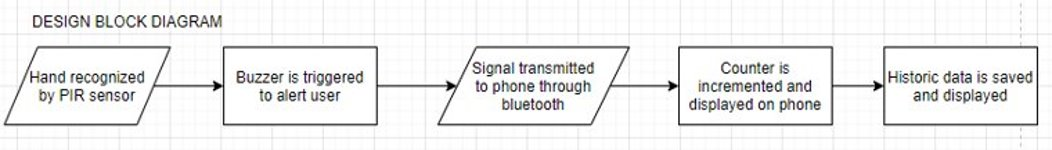 DESIGN BLOCK DIAGRAM
Hand recognized
by PIR sensor
Buzzer is triggered
to alert user
Signal transmitted
to phone through
bluetooth
Counter is
incremented and
displayed on phone
Historic data is saved
and displayed